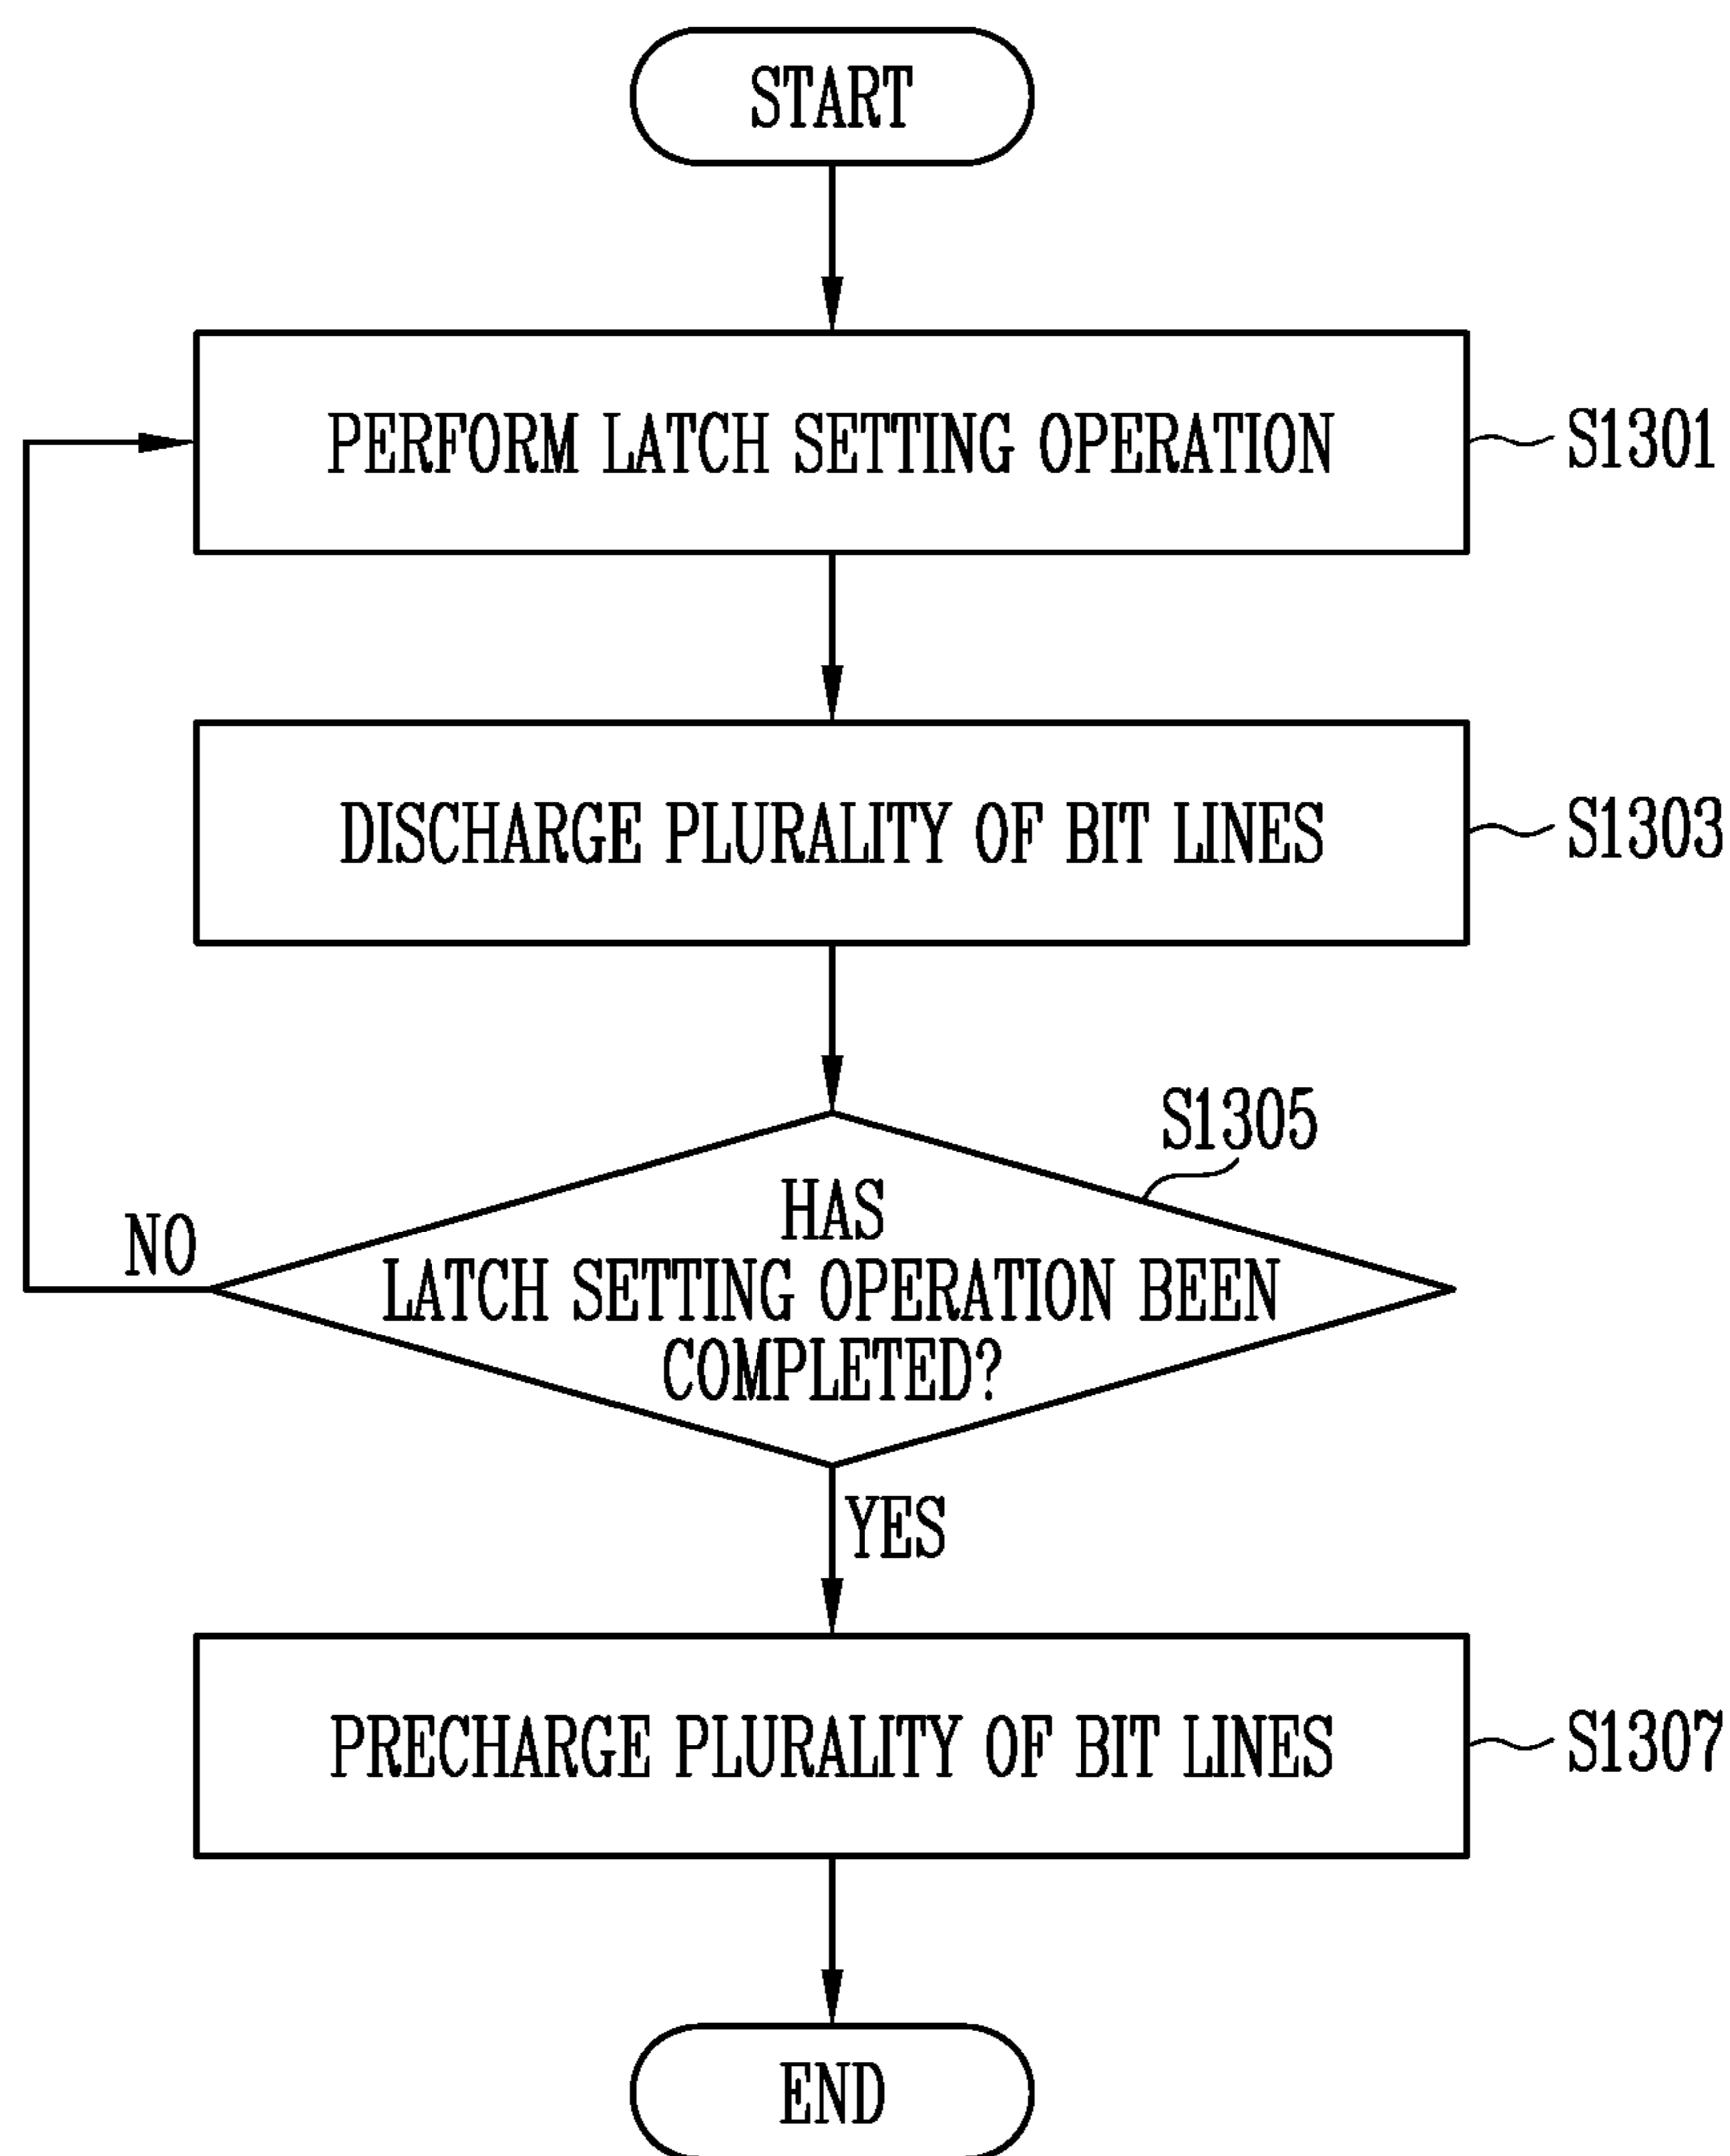 START
PERFORM LATCH SETTING OPERATION
S1301
DISCHARGE PLURALITY OF BIT LINES
S1303
S1305
HAS
LATCH SETTING OPERATION BEEN
COMPLETED?
NO
YES
PRECHARGE PLURALITY OF BIT LINES
S1307
END